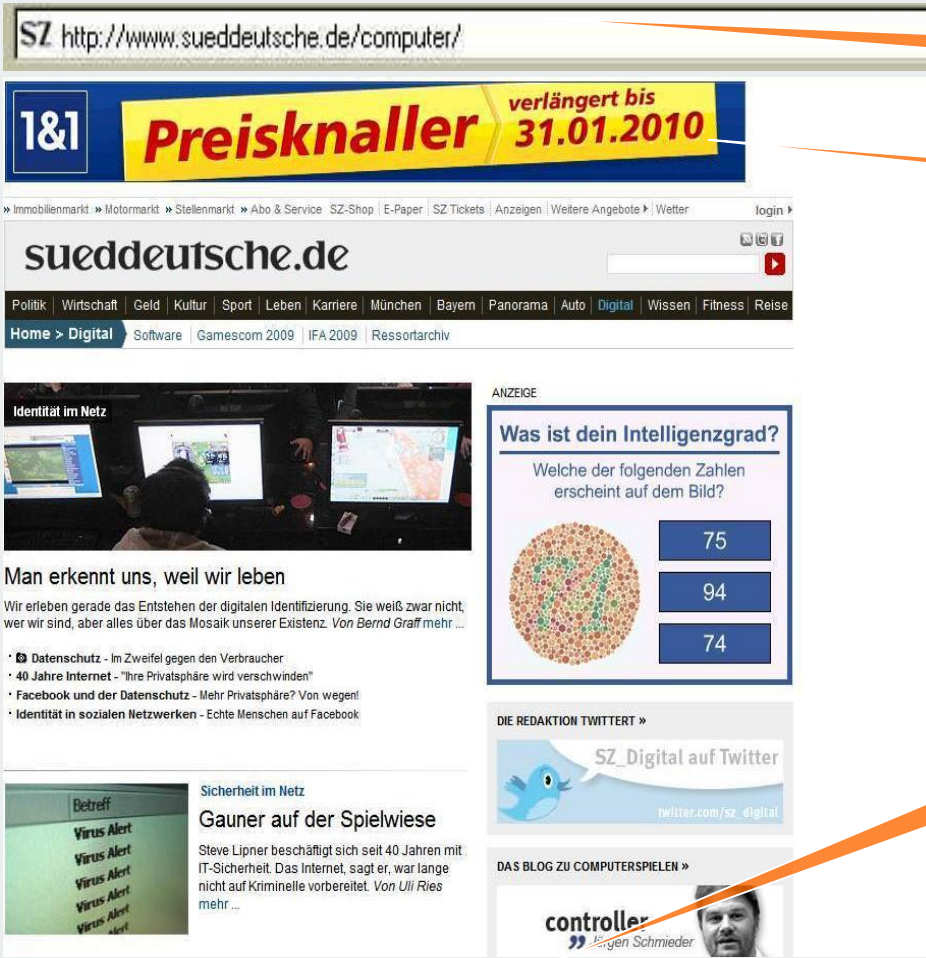 SZ http://www.sueddeutsche.de/computer/
1&1
Preisknaller
verlängert bis
31.01.2010
» Immobilienmarkt » Motormarkt » Stellenmarkt » Abo & Service SZ-Shop E-Paper SZ Tickets Anzeigen Weitere Angebote Wetter login
sueddeutsche.de
Politik Wirtschaft Geld Kultur Sport Leben Karriere München Bayern Panorama Auto Digital Wissen Fitness Reise
Home > Digital Software Gamescom 2009 IFA 2009 Ressortarchiv
Identität im Netz
Man erkennt uns, weil wir leben
Wir erleben gerade das Entstehen der digitalen Identifizierung. Sie weiß zwar nicht,
wer wir sind, aber alles über das Mosaik unserer Existenz. Von Bernd Graff mehr ...
· Datenschutz - Im Zweifel gegen den Verbraucher
· 40 Jahre Internet - "Ihre Privatsphäre wird verschwinden"
· Facebook und der Datenschutz - Mehr Privatsphäre? Von wegen!
· Identität in sozialen Netzwerken - Echte Menschen auf Facebook
Betreff
Virus Alert
Virus Alert
Virus Alert
Virus Alert
Virus Alert
Virus Alert
Sicherheit im Netz
Gauner auf der Spielwiese
Steve Lipner beschäftigt sich seit 40 Jahren mit
IT-Sicherheit. Das Internet, sagt er, war lange
nicht auf Kriminelle vorbereitet. Von Uli Ries
mehr ...
ANZEIGE
Was ist dein Intelligenzgrad?
Welche der folgenden Zahlen
erscheint auf dem Bild?
74
75
94
74
DIE REDAKTION TWITTERT »
SZ_Digital auf Twitter
twitter.com/sz_digital
DAS BLOG ZU COMPUTERSPIELEN »
controller
Jürgen Schmieder